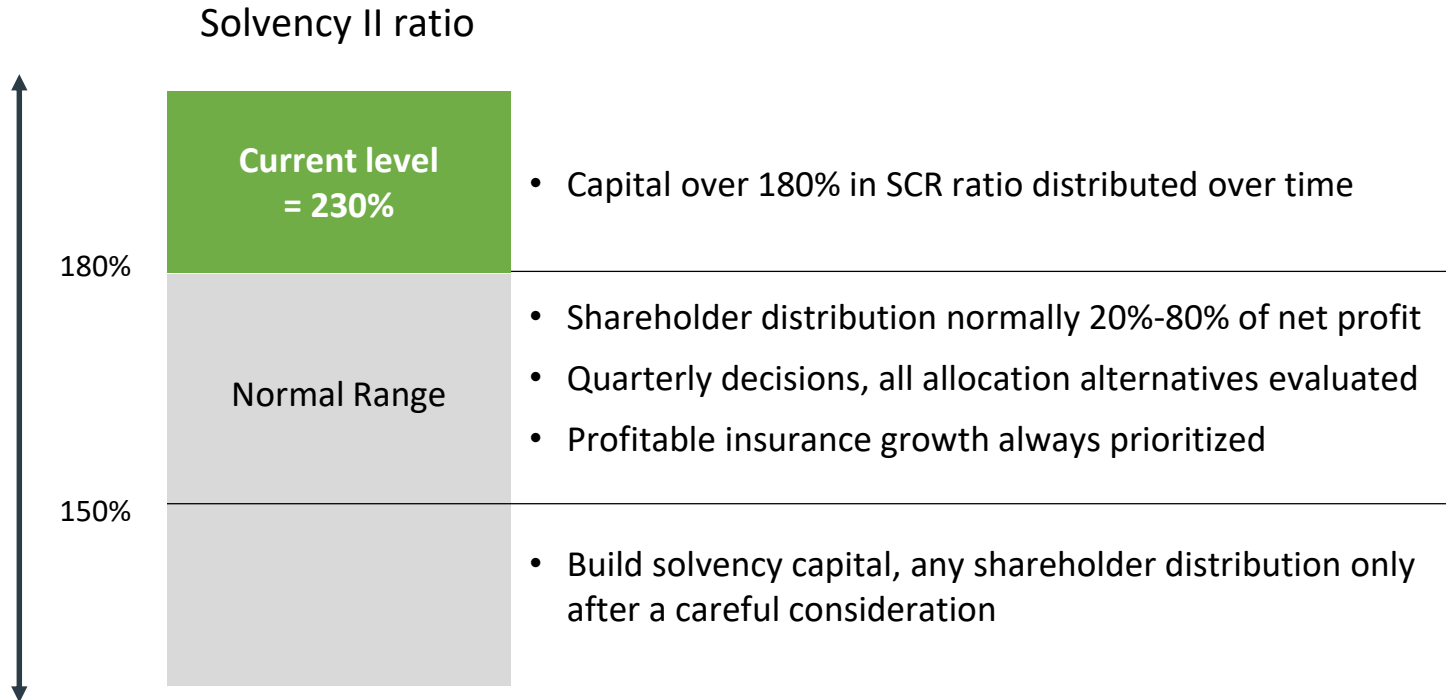 Solvency II ratio
Current level
= 230%
• Capital over 180% in SCR ratio distributed over time
180%
• Shareholder distribution normally 20%-80% of net profit
Normal Range
• Quarterly decisions, all allocation alternatives evaluated
• Profitable insurance growth always prioritized
150%
• Build solvency capital, any shareholder distribution only
after a careful consideration